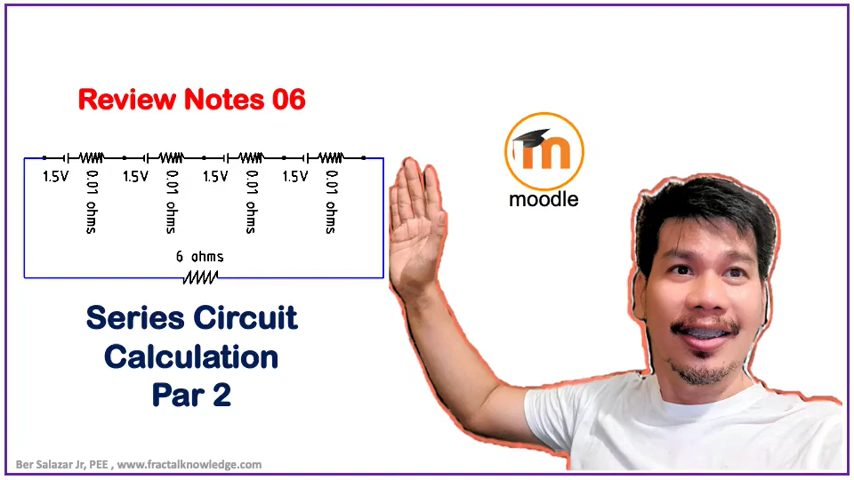 Review Notes 06
1.5V 1.5V 1.5V 1.5V
0.01 ohms 0.01 ohms 0.01 ohms 0.01 ohms
6 ohms
Series Circuit
Calculation
Par 2
moodle
Ber Salazar Jr, PEE , www.fractalknowledge.com